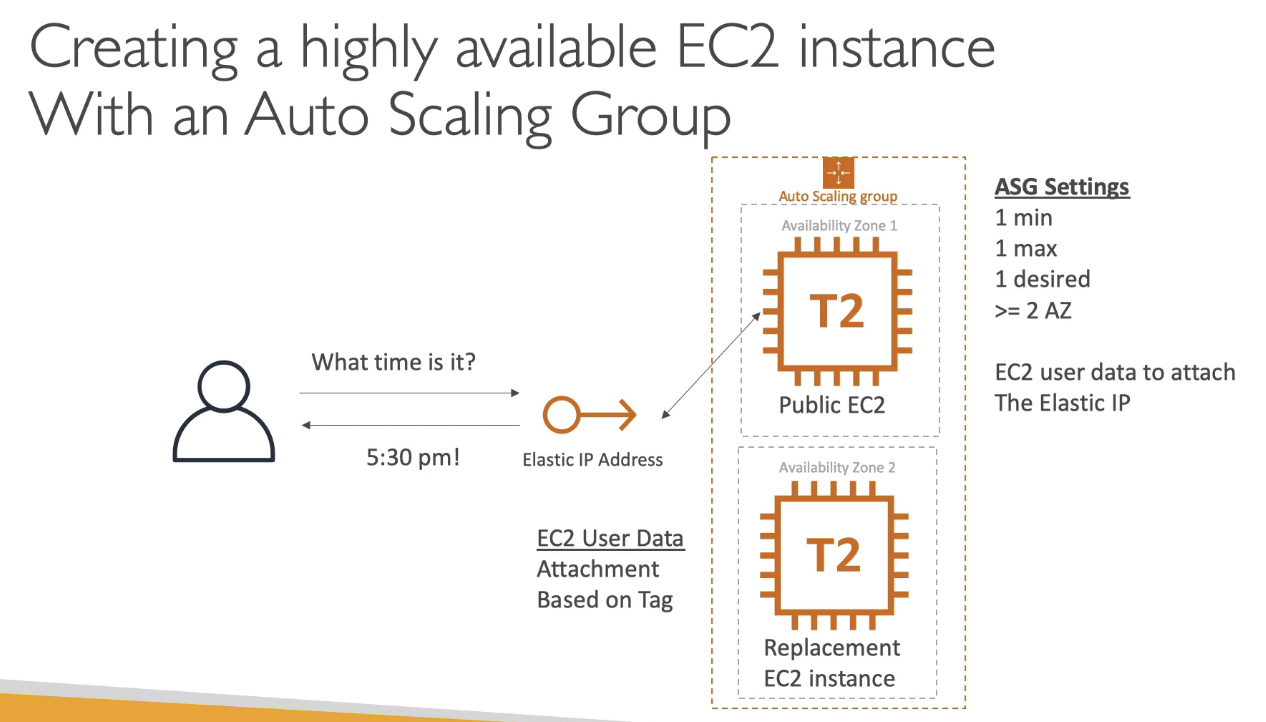 Creating a highly available EC2 instance
With an Auto Scaling Group
Auto Scaling group
Availability Zone 1
T2
Public EC2
ASG Settings
1 min
1 max
1 desired
>= 2 AZ
EC2 user data to attach
The Elastic IP
What time is it?
5:30 pm!
Elastic IP Address
EC2 User Data
Attachment
Based on Tag
Availability Zone 2
T2
Replacement
EC2 instance